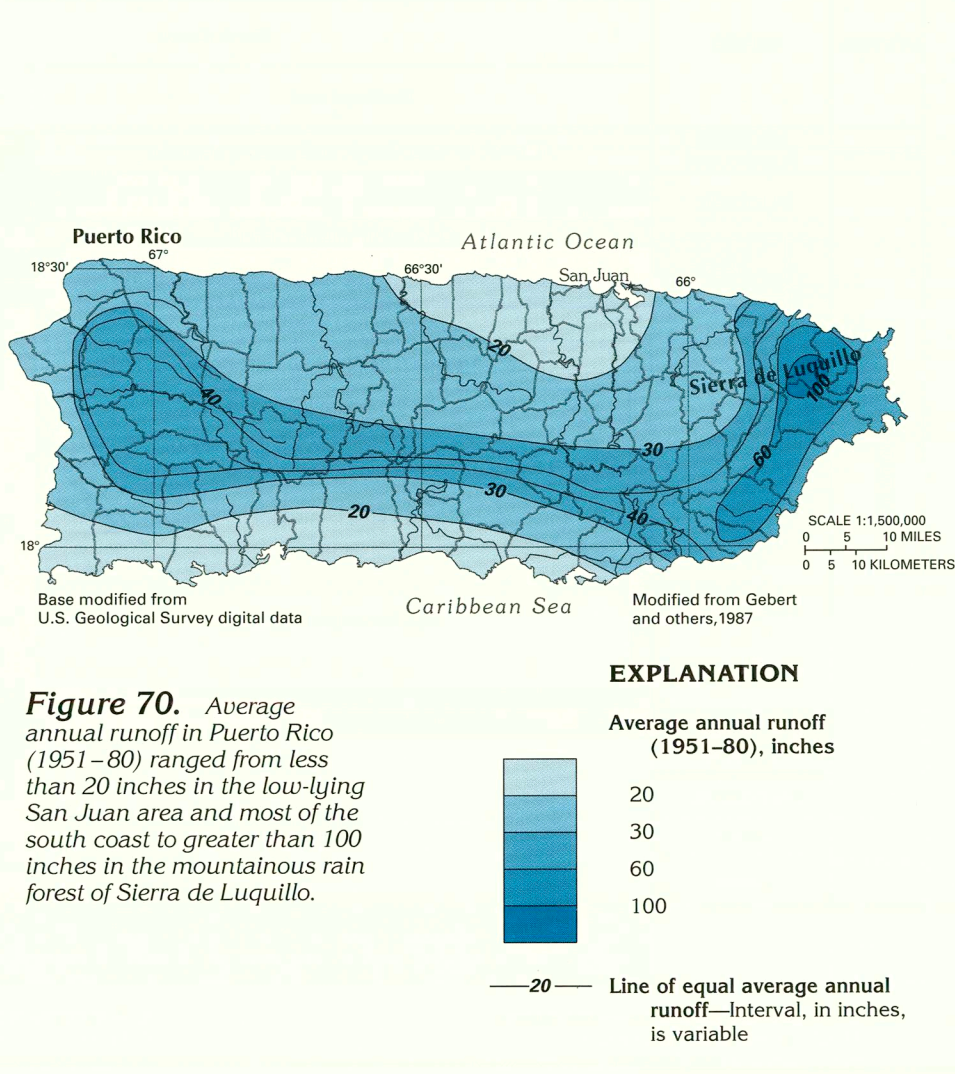 Puerto Rico
Atlantic Ocean
18°30'
67°
66°30'
San Juan
66°
20
Sierra de Luquillo
100
40
30
60
30
20
40
18°
SCALE 1:1,500,000
0 5 10 MILES
0 5 10 KILOMETERS
Base modified from
U.S. Geological Survey digital data
Caribbean Sea
Modified from Gebert
and others,1987
Figure 70. Average
annual runoff in Puerto Rico
(1951–80) ranged from less
than 20 inches in the low-lying
San Juan area and most of the
south coast to greater than 100
inches in the mountainous rain
forest of Sierra de Luquillo.
EXPLANATION
Average annual runoff
(1951–80), inches
20
30
60
100
20
Line of equal average annual
runoff—Interval, in inches,
is variable